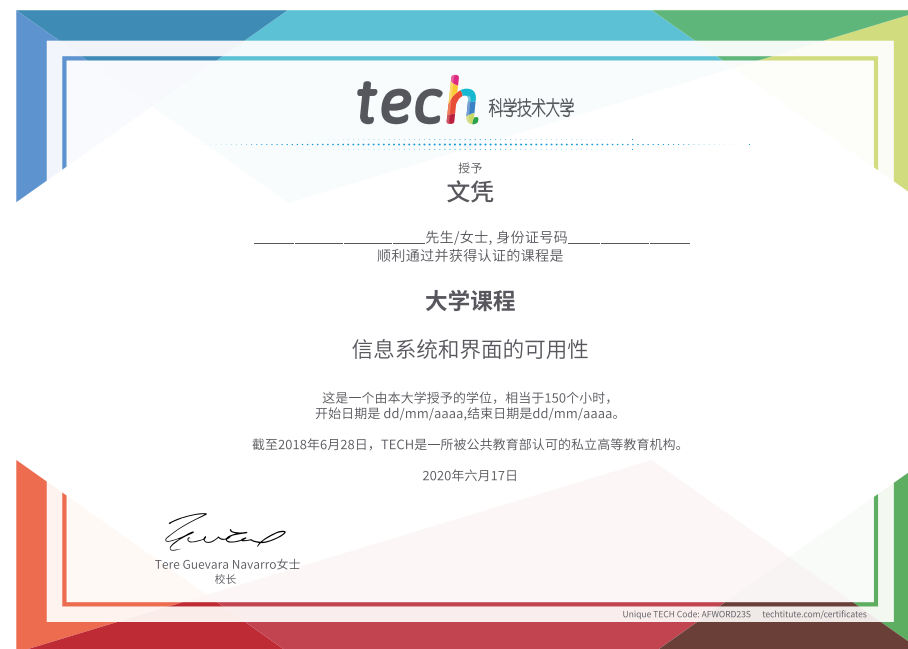 tech 科学技术大学
授予
文凭
先生/女士, 身份证号码
顺利通过并获得认证的课程是
大学课程
信息系统和界面的可用性
这是一个由本大学授予的学位，相当于150个小时，
开始日期是 dd/mm/aaaa,结束日期是dd/mm/aaaa。
截至2018年6月28日，TECH是一所被公共教育部认可的私立高等教育机构。
2020年六月17日
Tere Guevara Navarro女士
校长
Unique TECH Code: AFWORD23S techtitute.com/certificates